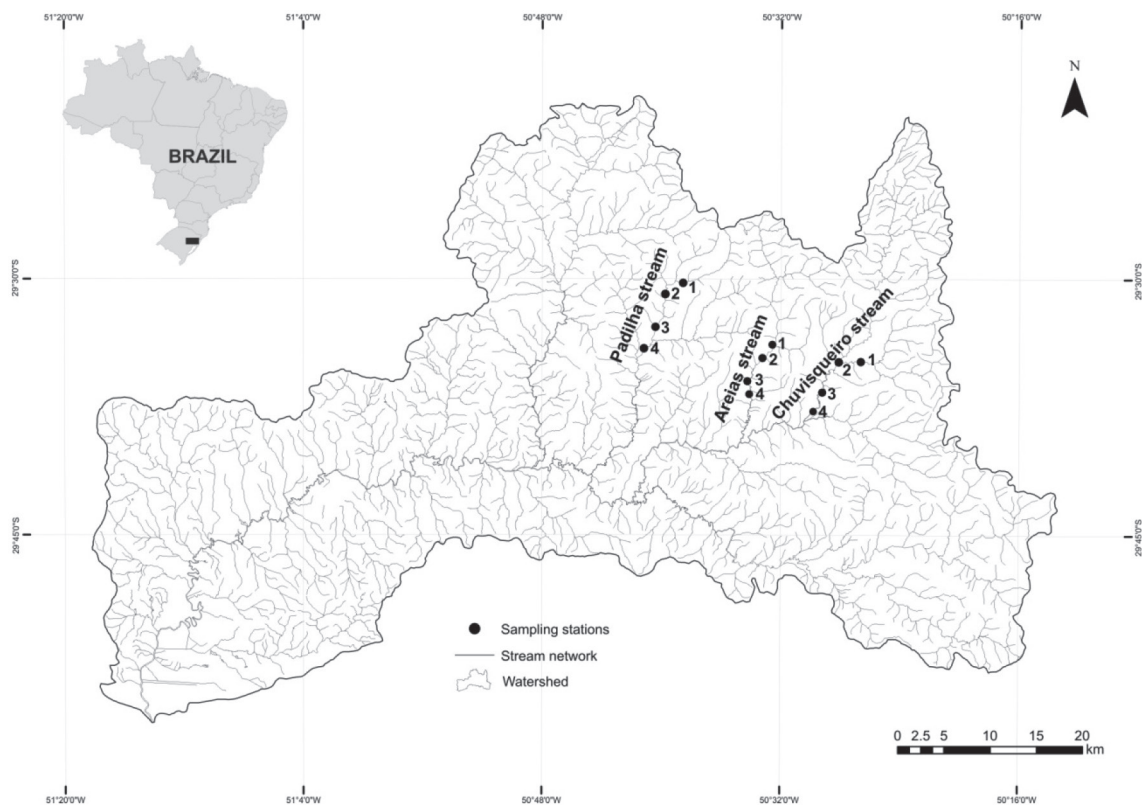 51°20'0"W
51°4'0"W
50°48'0"W
50°32'0"W
50°16'0"W
N
BRAZIL
29°30'0"S
29°30'0"S
Padilha stream
1
2
3
4
Areias stream
1
2
3
4
Chuvisqueiro stream
1
2
3
4
29°45'0"S
29°45'0"S
Sampling stations
Stream network
Watershed
0 2.5 5 10 15 20
km
51°20'0"W
51°4'0"W
50°48'0"W
50°32'0"W
50°16'0"W